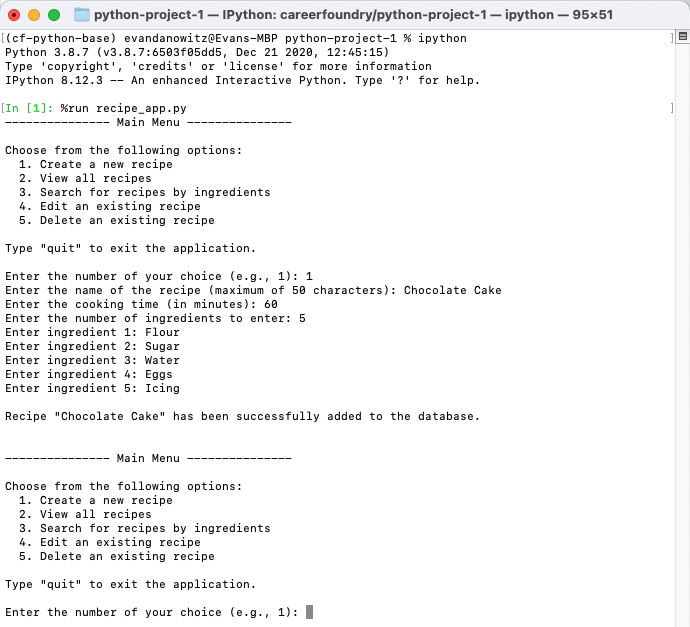 python-project-1 — IPython: careerfoundry/python-project-1 — ipython — 95×51
(cf-python-base) evandanowitz@Evans-MBP python-project-1 % ipython
Python 3.8.7 (v3.8.7:6503f05dd5, Dec 21 2020, 12:45:15)
Type 'copyright', 'credits' or 'license' for more information
IPython 8.12.3 -- An enhanced Interactive Python. Type '?' for help.
In [1]: %run recipe_app.py
--------------- Main Menu ---------------
Choose from the following options:
1. Create a new recipe
2. View all recipes
3. Search for recipes by ingredients
4. Edit an existing recipe
5. Delete an existing recipe
Type "quit" to exit the application.
Enter the number of your choice (e.g., 1): 1
Enter the name of the recipe (maximum of 50 characters): Chocolate Cake
Enter the cooking time (in minutes): 60
Enter the number of ingredients to enter: 5
Enter ingredient 1: Flour
Enter ingredient 2: Sugar
Enter ingredient 3: Water
Enter ingredient 4: Eggs
Enter ingredient 5: Icing
Recipe "Chocolate Cake" has been successfully added to the database.
--------------- Main Menu ---------------
Choose from the following options:
1. Create a new recipe
2. View all recipes
3. Search for recipes by ingredients
4. Edit an existing recipe
5. Delete an existing recipe
Type "quit" to exit the application.
Enter the number of your choice (e.g., 1):